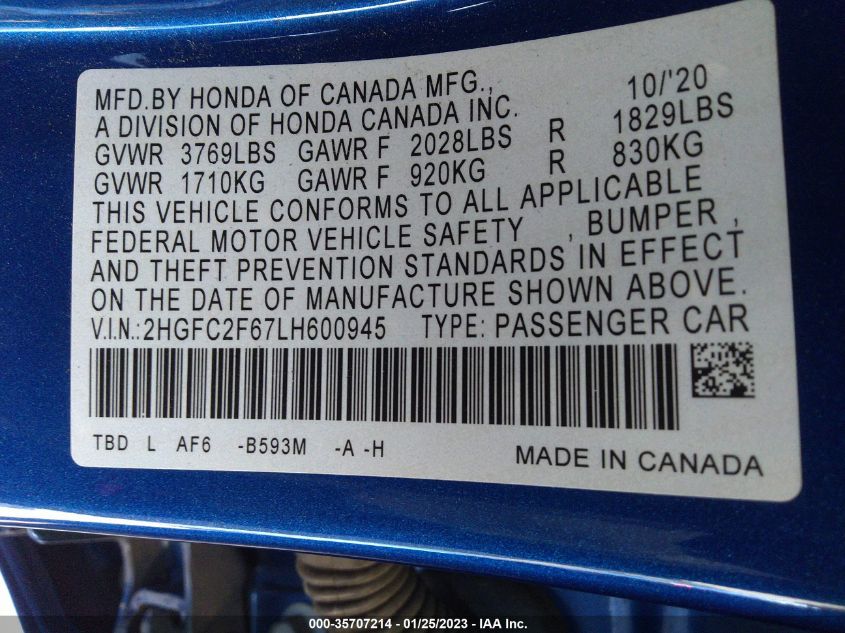 MFD.BY HONDA OF CANADA MFG., 10/'20
A DIVISION OF HONDA CANADA INC.
GVWR 3769LBS GAWR F 2028LBS R 1829LBS
GVWR 1710KG GAWR F 920KG R 830KG
THIS VEHICLE CONFORMS TO ALL APPLICABLE
FEDERAL MOTOR VEHICLE SAFETY , BUMPER ,
AND THEFT PREVENTION STANDARDS IN EFFECT
ON THE DATE OF MANUFACTURE SHOWN ABOVE.
V.I.N.:2HGFC2F67LH600945 TYPE: PASSENGER CAR
TBD L AF6 -B593M -A -H
MADE IN CANADA
000-35707214 - 01/25/2023 - IAA Inc.